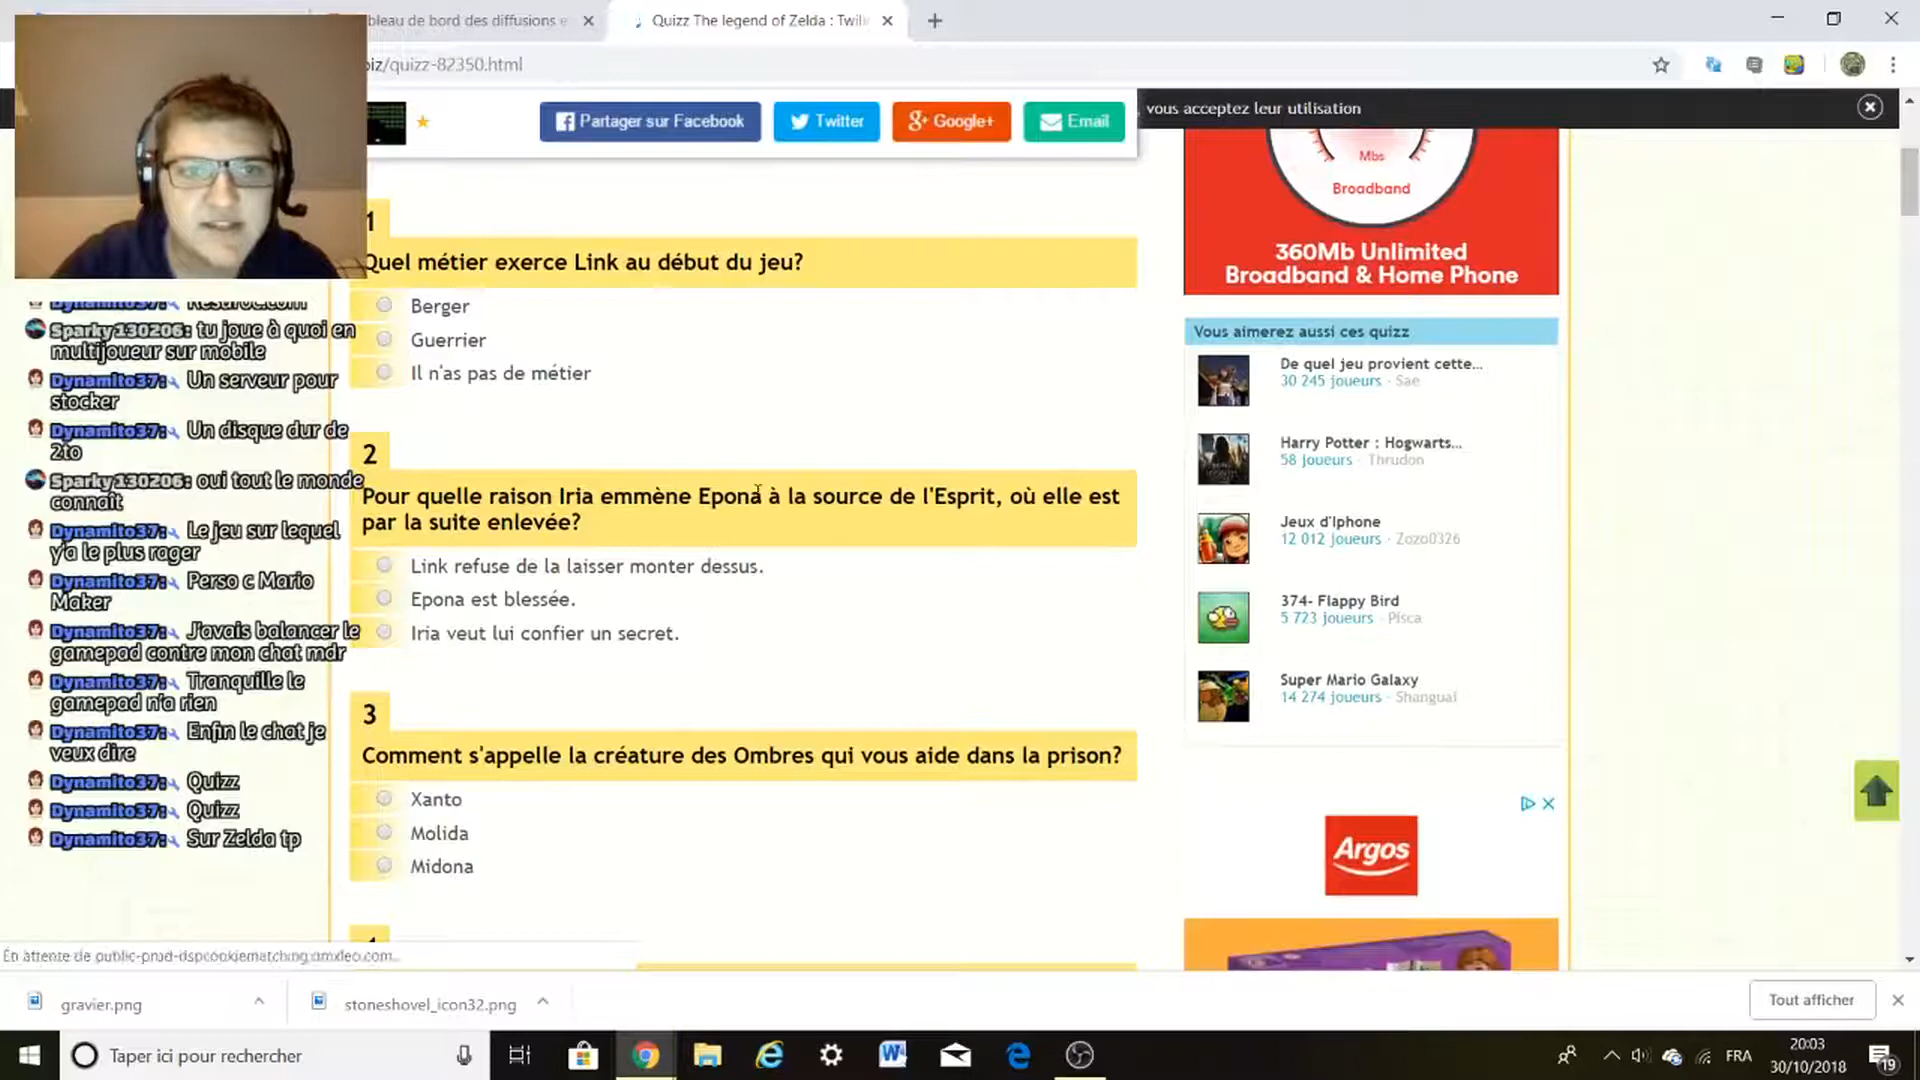 bleau de bord des diffusions e
Quizz The legend of Zelda : Twili
biz/quizz-82350.html
Partager sur Facebook
Twitter
Google+
Email
vous acceptez leur utilisation
1
Quel métier exerce Link au début du jeu?
Berger
Guerrier
Il n'as pas de métier
2
Pour quelle raison Iria emmène Epona à la source de l'Esprit, où elle est
par la suite enlevée?
Link refuse de la laisser monter dessus.
Epona est blessée.
Iria veut lui confier un secret.
3
Comment s'appelle la créature des Ombres qui vous aide dans la prison?
Xanto
Molida
Midona
Mbs
Broadband
360Mb Unlimited
Broadband & Home Phone
Vous aimerez aussi ces quizz
De quel jeu provient cette...
30 245 joueurs - Sae
Harry Potter : Hogwarts...
58 joueurs - Thrudon
Jeux d'Iphone
12 012 joueurs - Zozo0326
374- Flappy Bird
5 723 joueurs - Pisca
Super Mario Galaxy
14 274 joueurs - Shanguai
Argos
Dynamito37:
Sparky130206: tu joue à quoi en
multijoueur sur mobile
Dynamito37: Un serveur pour
stocker
Dynamito37: Un disque dur de
2to
Sparky130206: oui tout le monde
connaît
Dynamito37: Le jeu sur lequel
y'a le plus rager
Dynamito37: Perso c Mario
Maker
Dynamito37: J'avais balancer le
gamepad contre mon chat mdr
Dynamito37: Tranquille le
gamepad n'a rien
Dynamito37: Enfin le chat je
veux dire
Dynamito37: Quizz
Dynamito37: Quizz
Dynamito37: Sur Zelda tp
En attente de
gravier.png
stoneshovel_icon32.png
Tout afficher
Taper ici pour rechercher
FRA
20:03
30/10/2018
19